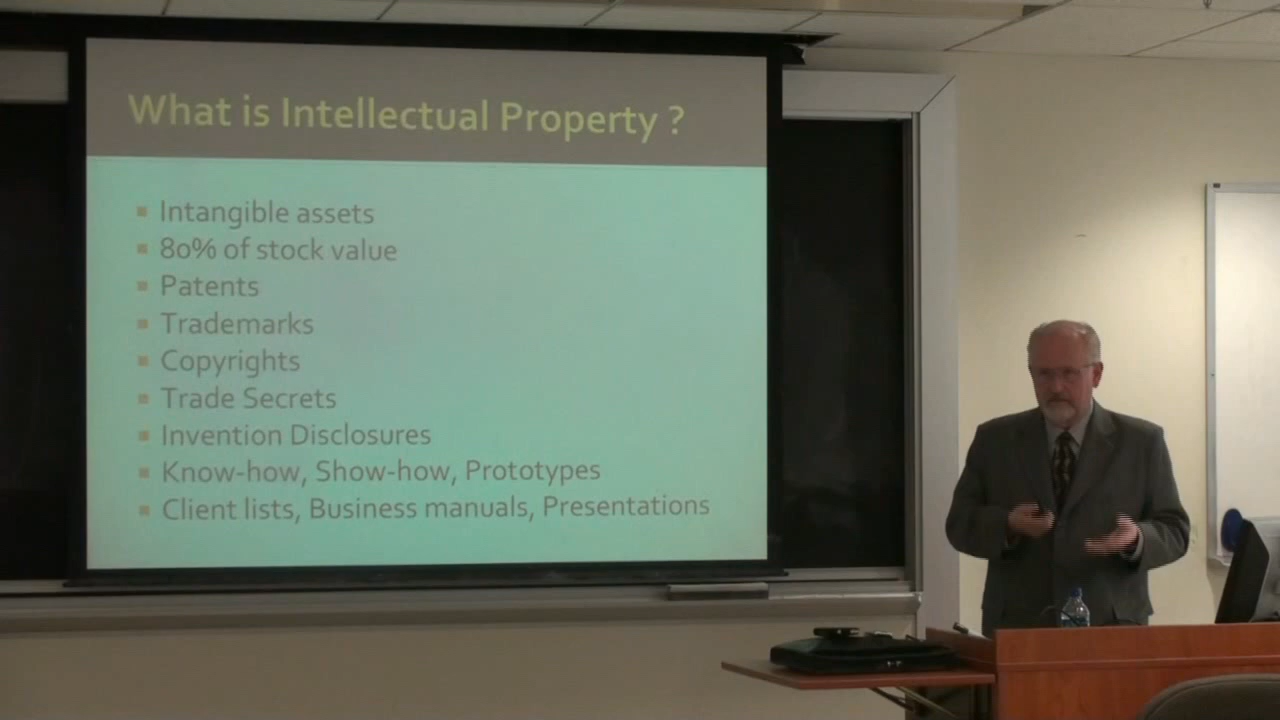 What is Intellectual Property ?
Intangible assets
80% of stock value
Patents
Trademarks
Copyrights
Trade Secrets
Invention Disclosures
Know-how, Show-how, Prototypes
Client lists, Business manuals, Presentations